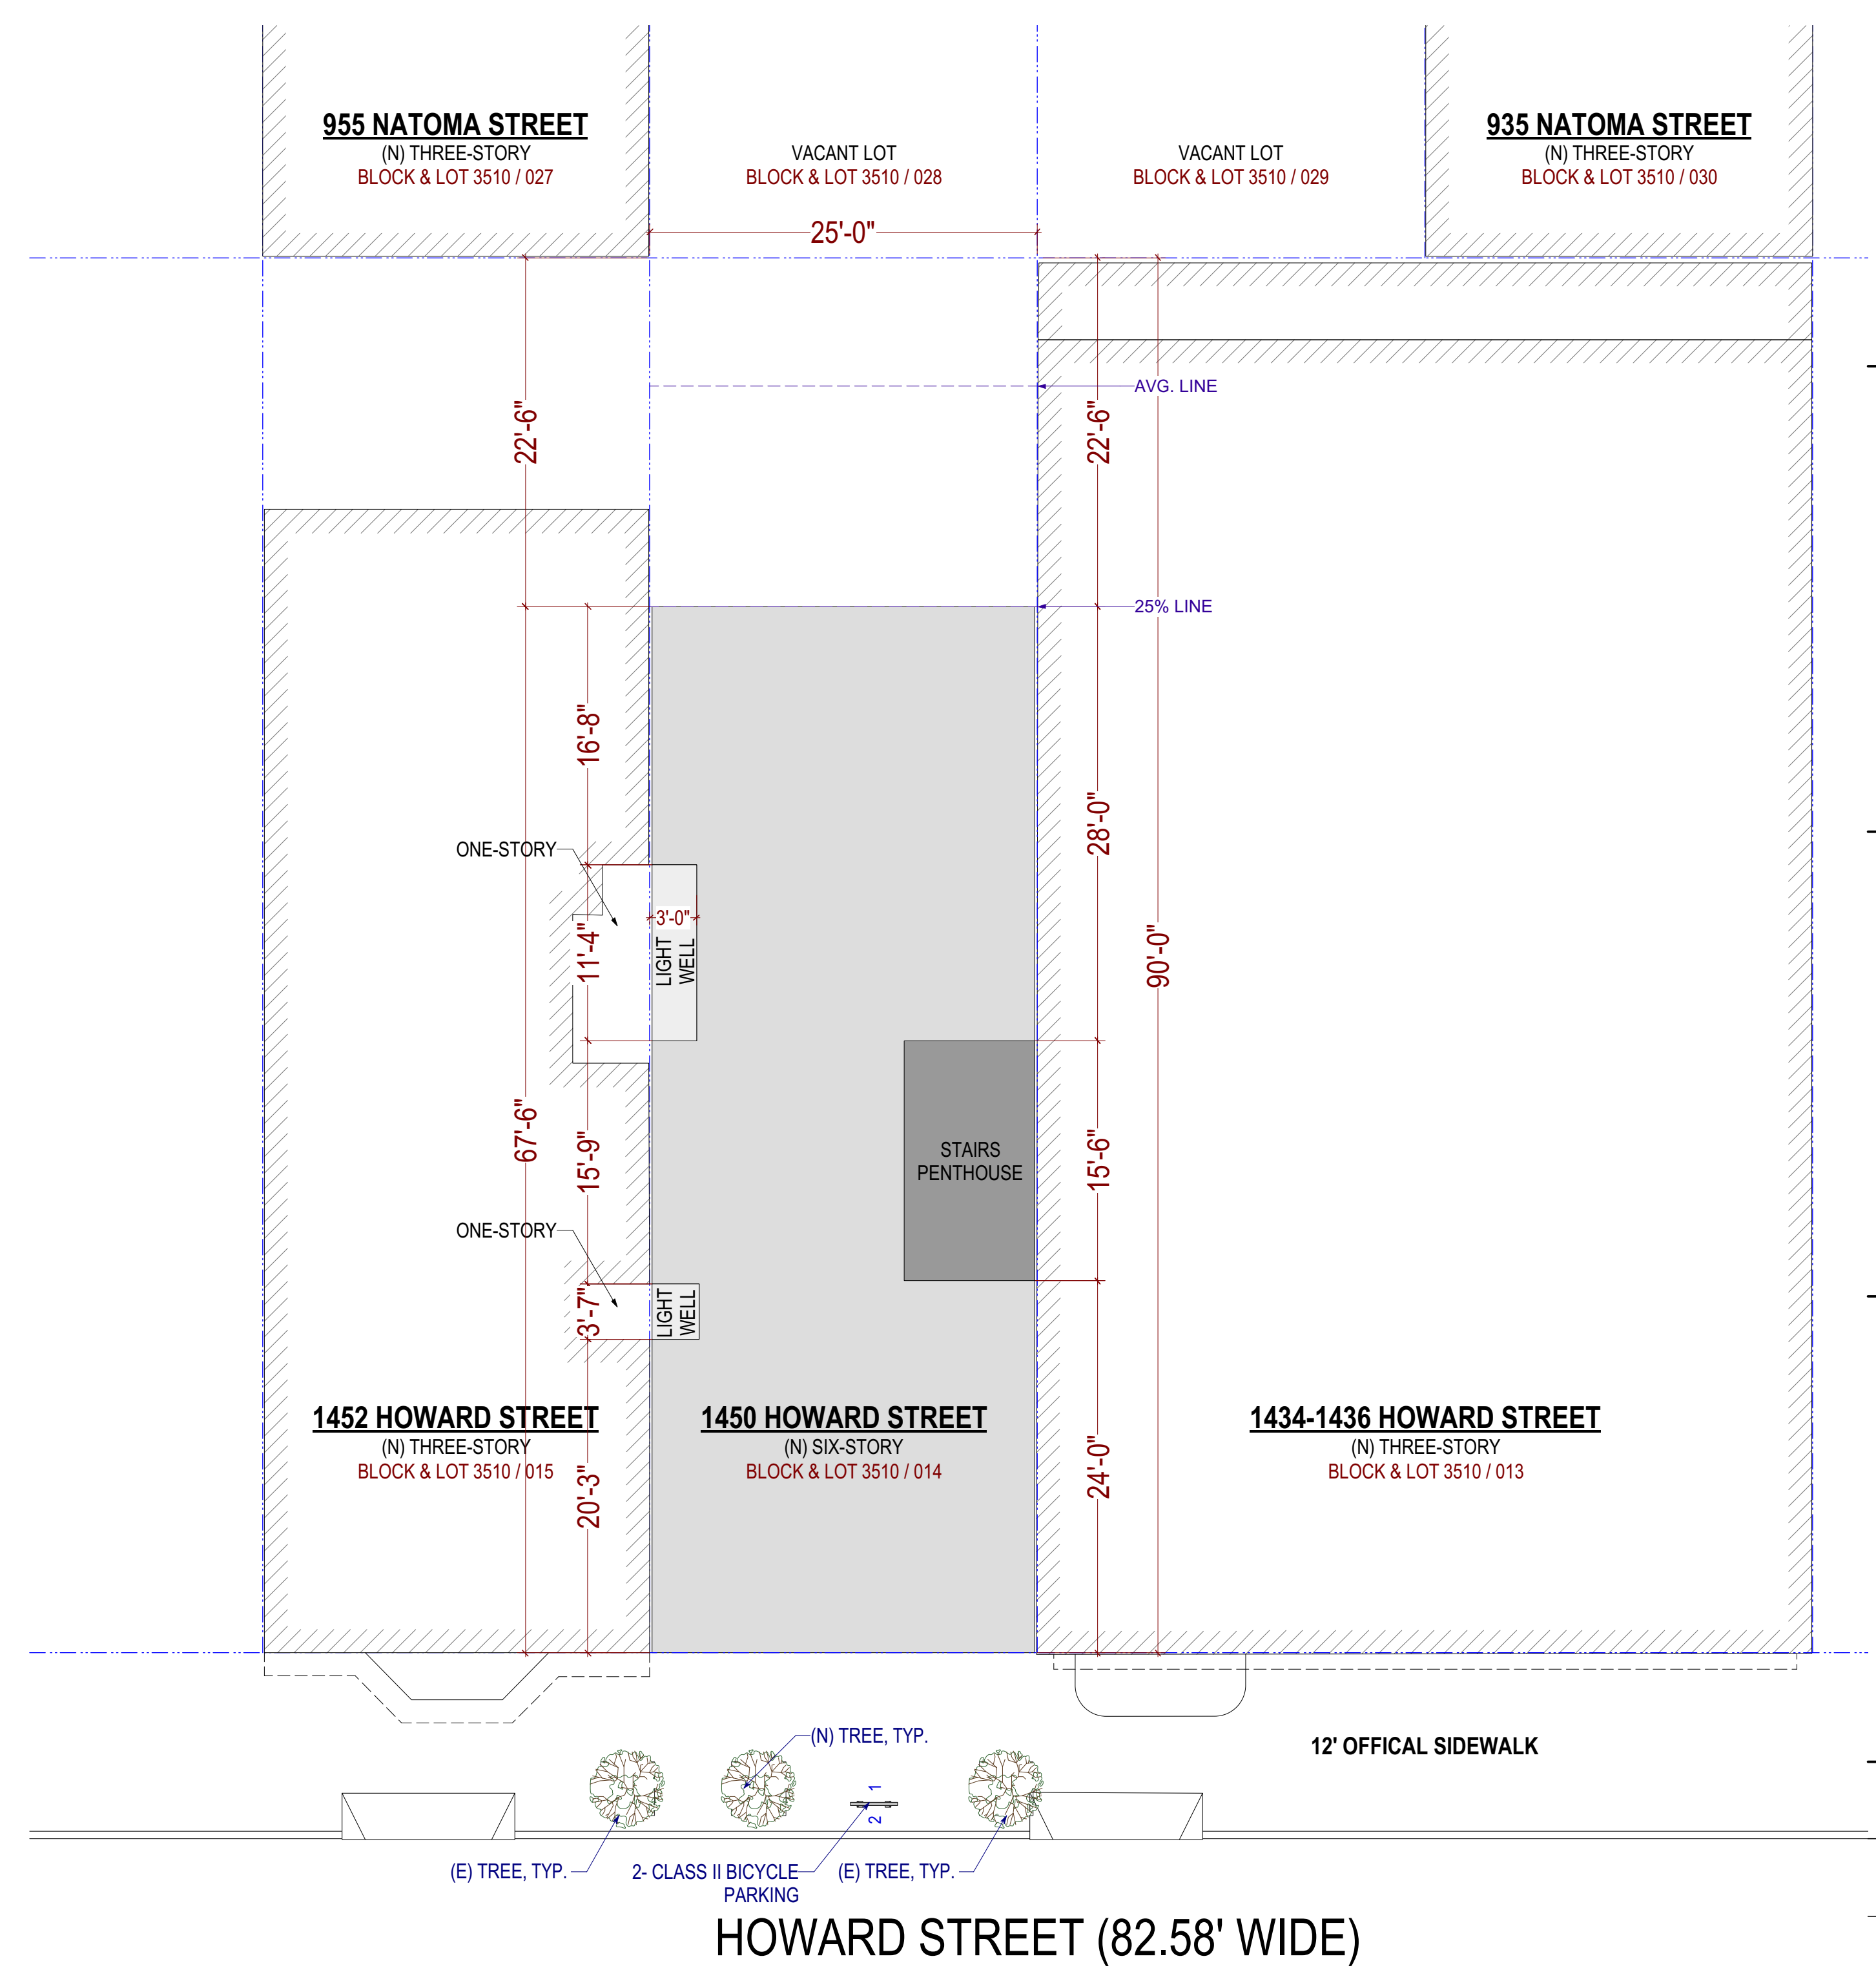 955 NATOMA STREET
(N) THREE-STORY
BLOCK & LOT 3510 / 027
VACANT LOT
BLOCK & LOT 3510 / 028
VACANT LOT
BLOCK & LOT 3510 / 029
935 NATOMA STREET
(N) THREE-STORY
BLOCK & LOT 3510 / 030
25'-0"
AVG. LINE
22'-6"
22'-6"
25% LINE
16'-8"
28'-0"
ONE-STORY
3'-0"
11'-4"
LIGHT
WELL
90'-0"
67'-6"
15'-9"
STAIRS
PENTHOUSE
15'-6"
ONE-STORY
3'-7"
LIGHT
WELL
1452 HOWARD STREET
(N) THREE-STORY
BLOCK & LOT 3510 / 015
1450 HOWARD STREET
(N) SIX-STORY
BLOCK & LOT 3510 / 014
1434-1436 HOWARD STREET
(N) THREE-STORY
BLOCK & LOT 3510 / 013
20'-3"
24'-0"
(N) TREE, TYP.
12' OFFICAL SIDEWALK
1
2
(E) TREE, TYP.
2- CLASS II BICYCLE
PARKING
(E) TREE, TYP.
HOWARD STREET (82.58' WIDE)